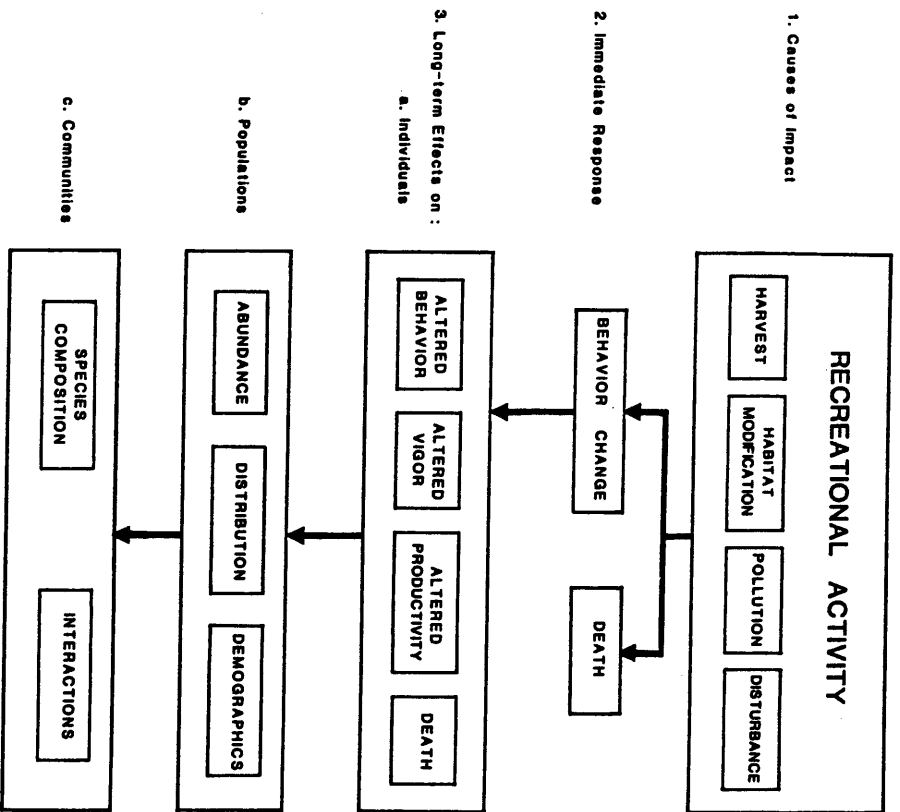 1. Causes of Impact
RECREATIONAL ACTIVITY
HARVEST
HABITAT
MODIFICATION
POLLUTION
DISTURBANCE
2. Immediate Response
BEHAVIOR CHANGE
DEATH
3. Long-term Effects on :
a. Individuals
ALTERED
BEHAVIOR
ALTERED
VIGOR
ALTERED
PRODUCTIVITY
DEATH
b. Populations
ABUNDANCE
DISTRIBUTION
DEMOGRAPHICS
c. Communities
SPECIES
COMPOSITION
INTERACTIONS